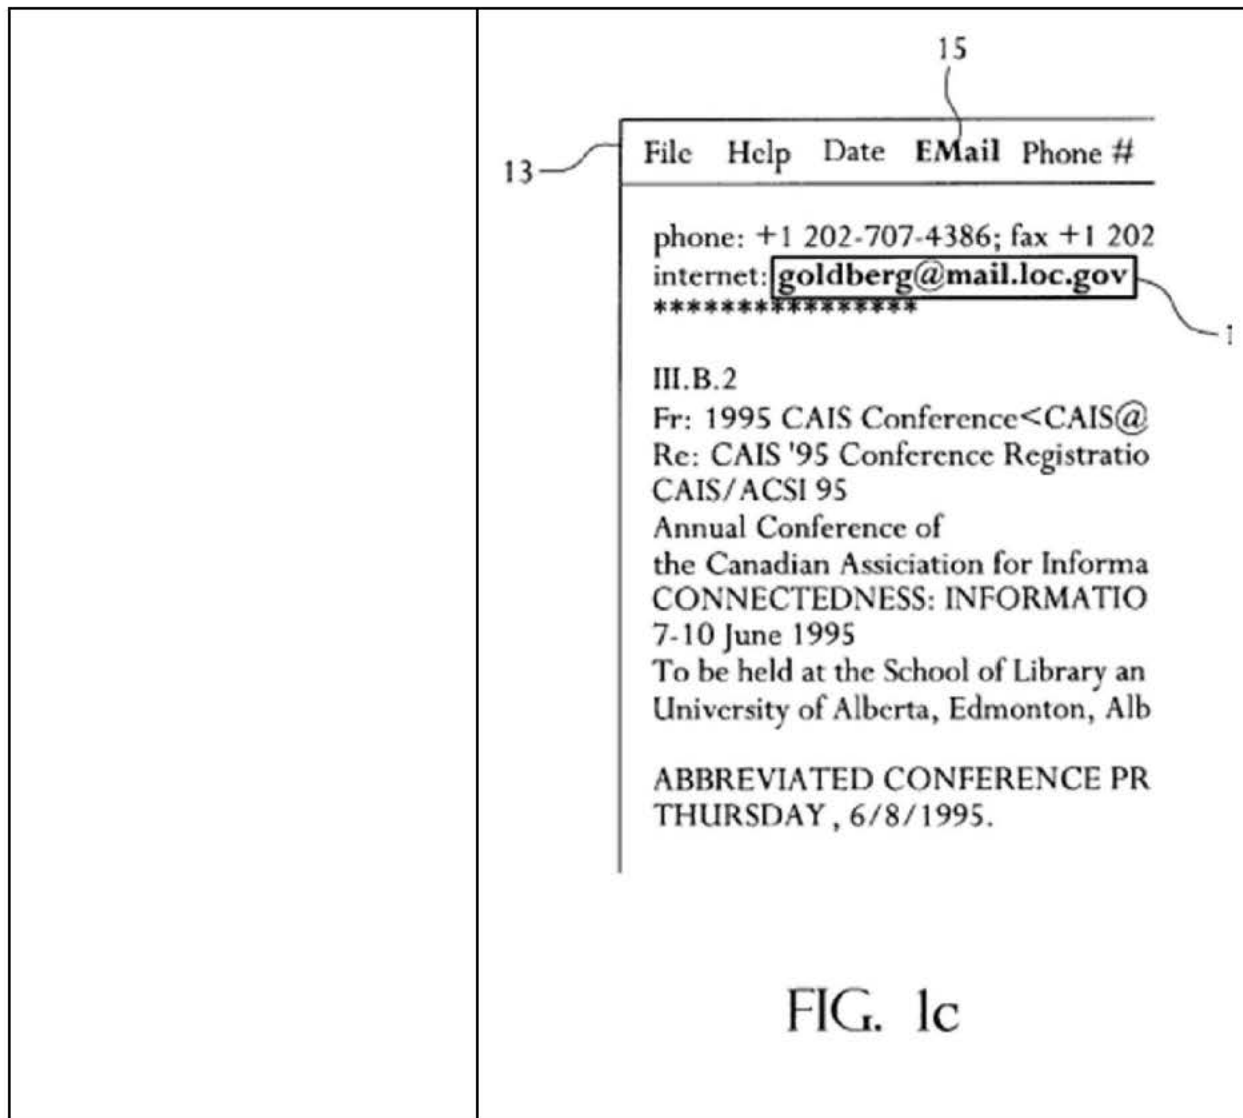 15
13
File Help Date EMail Phone #
phone: +1 202-707-4386; fax +1 202
internet: goldberg@mail.loc.gov
****************
1
III.B.2
Fr: 1995 CAIS Conference<CAIS@
Re: CAIS '95 Conference Registratio
CAIS/ACSI 95
Annual Conference of
the Canadian Assiciation for Informa
CONNECTEDNESS: INFORMATIO
7-10 June 1995
To be held at the School of Library an
University of Alberta, Edmonton, Alb
ABBREVIATED CONFERENCE PR
THURSDAY, 6/8/1995.
FIG. 1c